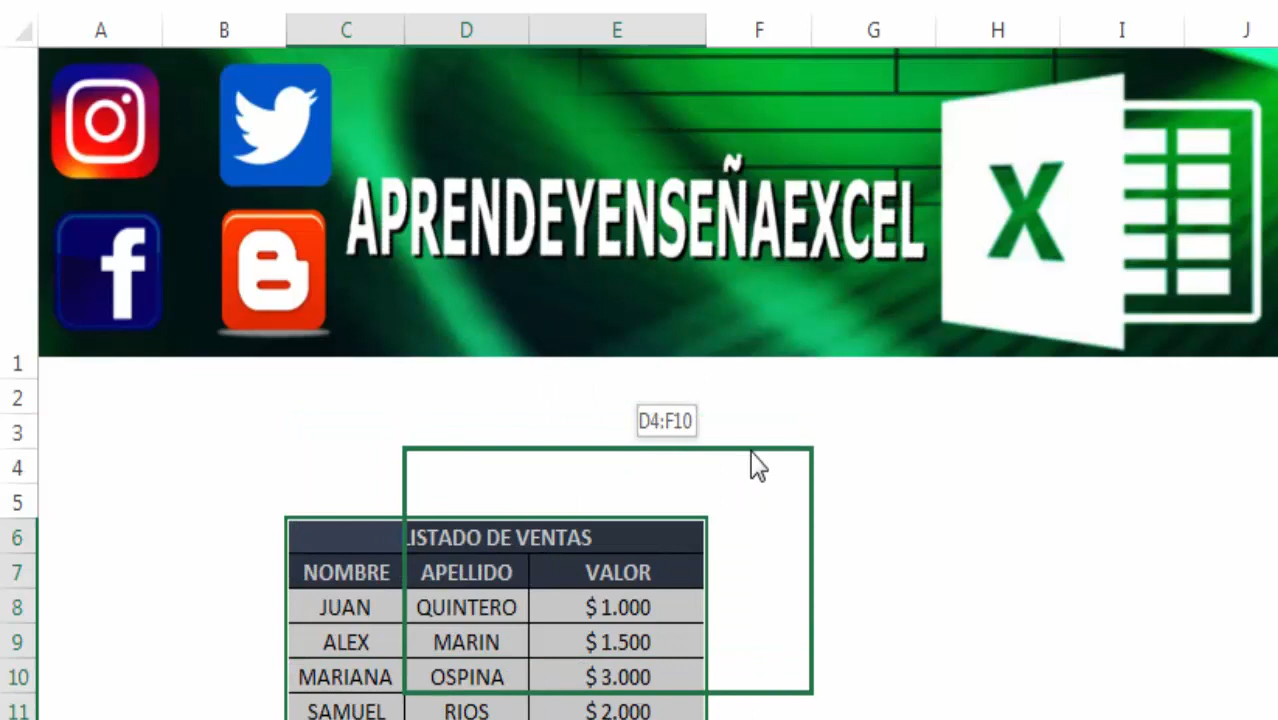 A B C D E F G H I J
APRENDEYENSEÑAEXCEL
X
1
2
3
D4:F10
4
5
6 LISTADO DE VENTAS
7 NOMBRE APELLIDO VALOR
8 JUAN QUINTERO $ 1.000
9 ALEX MARIN $ 1.500
10 MARIANA OSPINA $ 3.000
11 SAMUEL RIOS $ 2.000